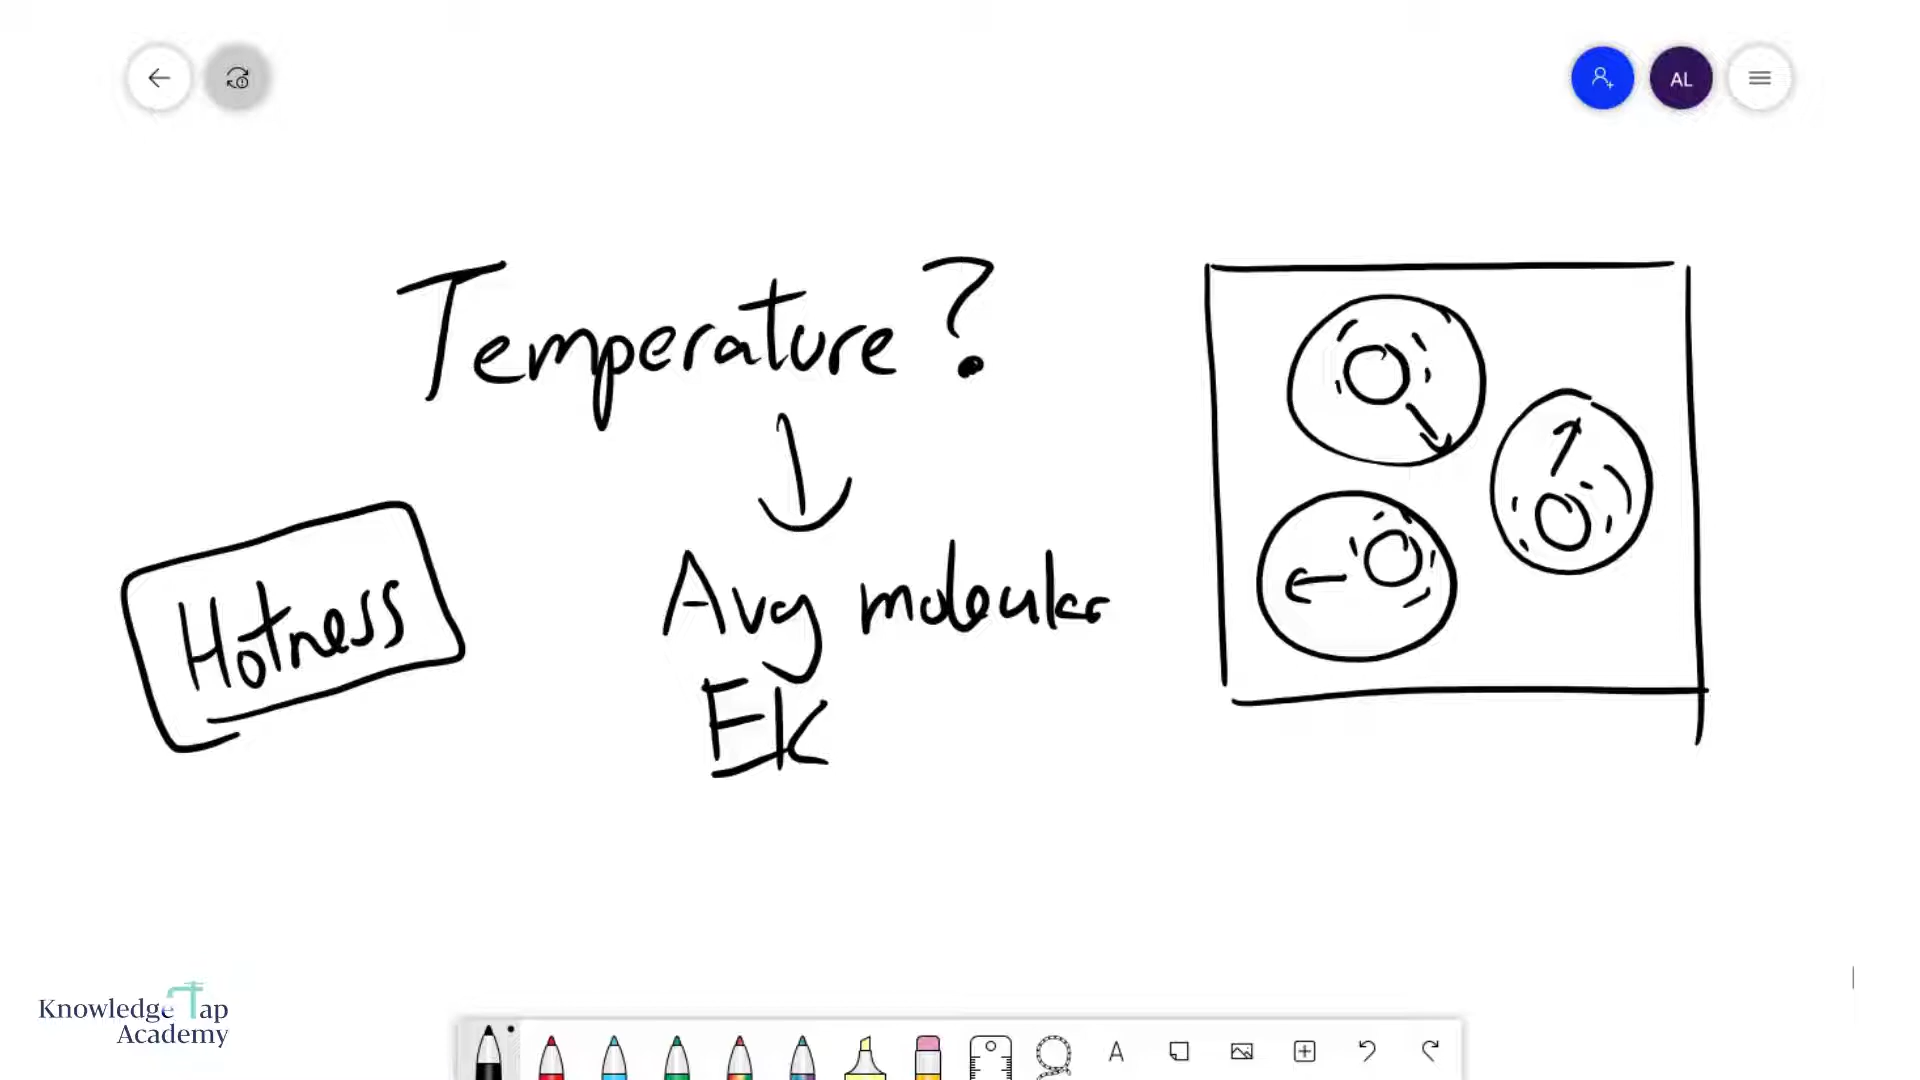 AL
Temperature?
Hotness
Avg molecular
EK
Knowledge Tap
Academy
A